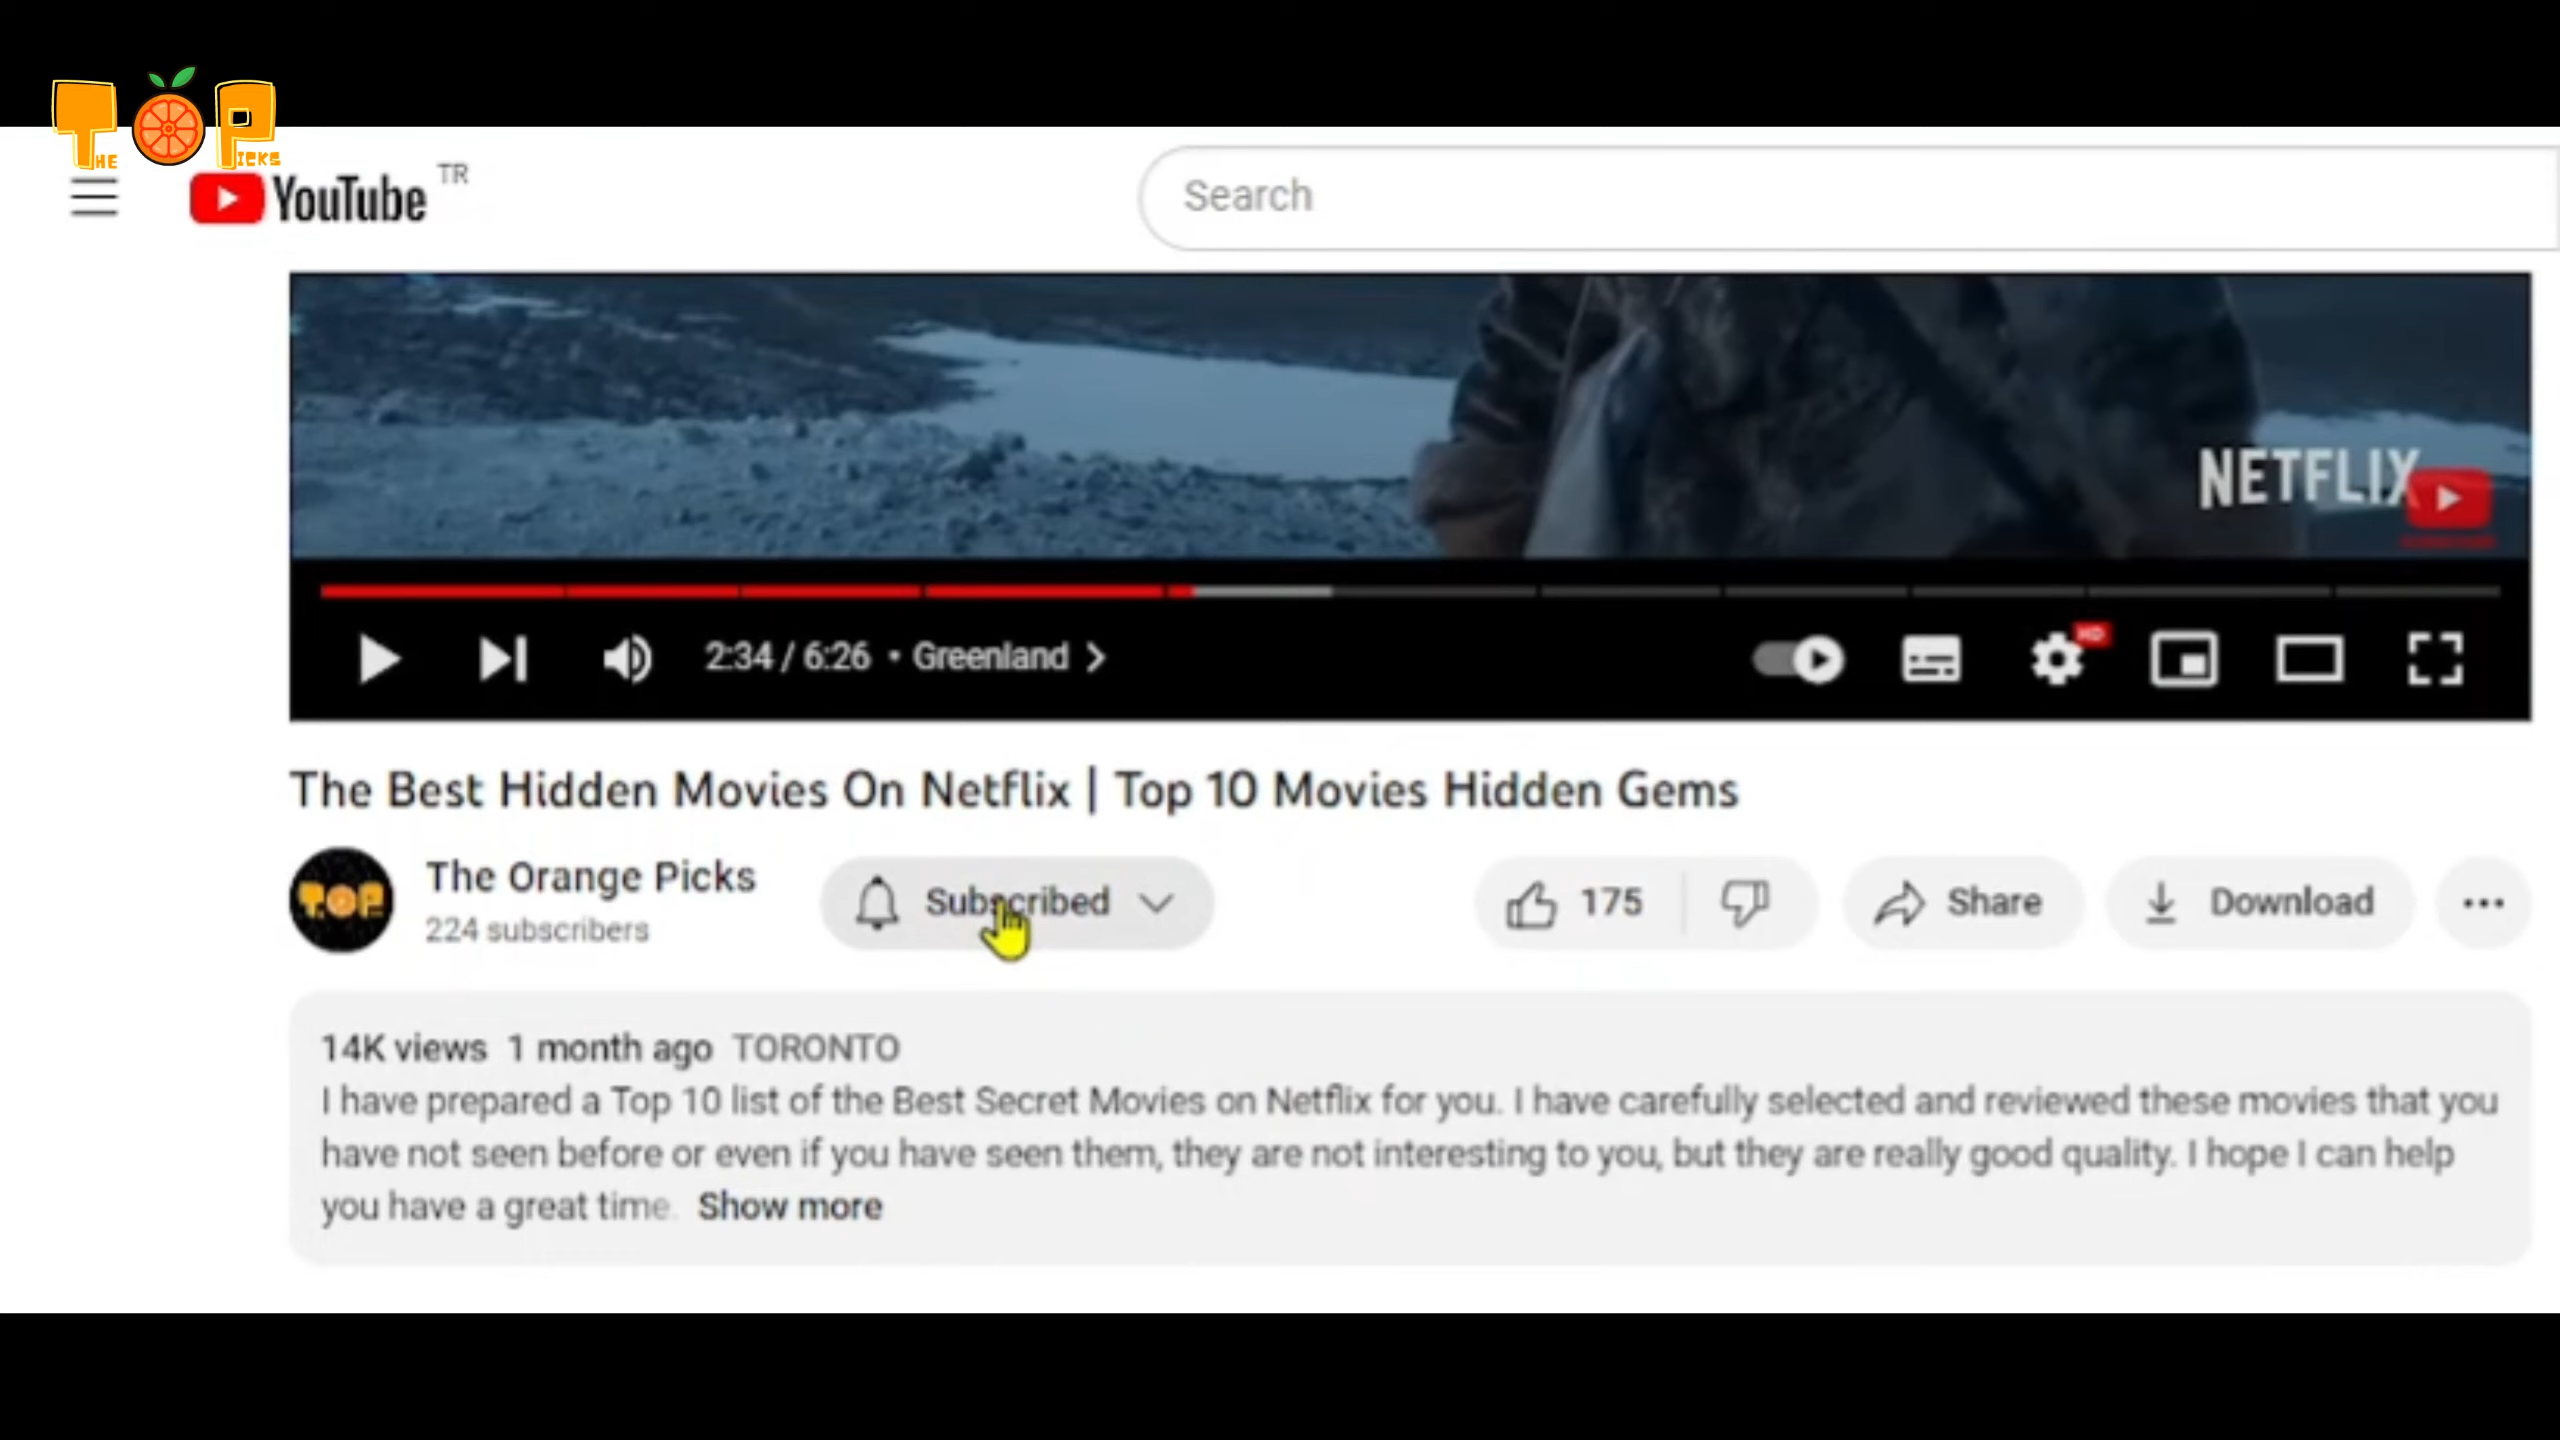 THE TOP PICKS
YouTube TR
Search
NETFLIX
2:34 / 6:26 • Greenland
HD
The Best Hidden Movies On Netflix | Top 10 Movies Hidden Gems
TOP
The Orange Picks
224 subscribers
Subscribed
175
Share
Download
14K views 1 month ago TORONTO
I have prepared a Top 10 list of the Best Secret Movies on Netflix for you. I have carefully selected and reviewed these movies that you
have not seen before or even if you have seen them, they are not interesting to you, but they are really good quality. I hope I can help
you have a great time. Show more